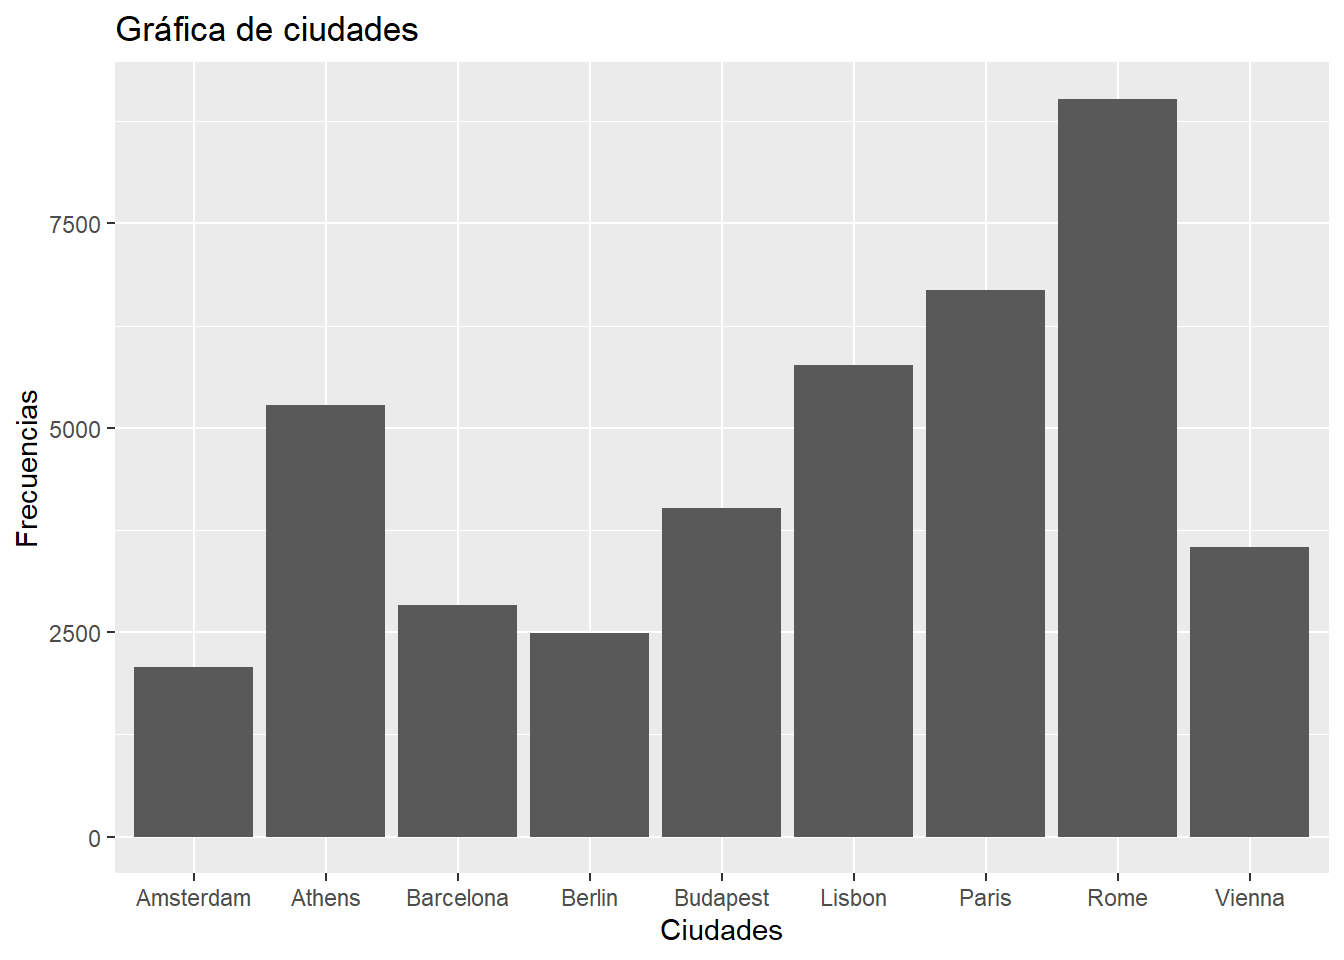 Gráfica de ciudades
Frecuencias
7500
5000
2500
0
Amsterdam Athens Barcelona Berlin Budapest Lisbon Paris Rome Vienna
Ciudades